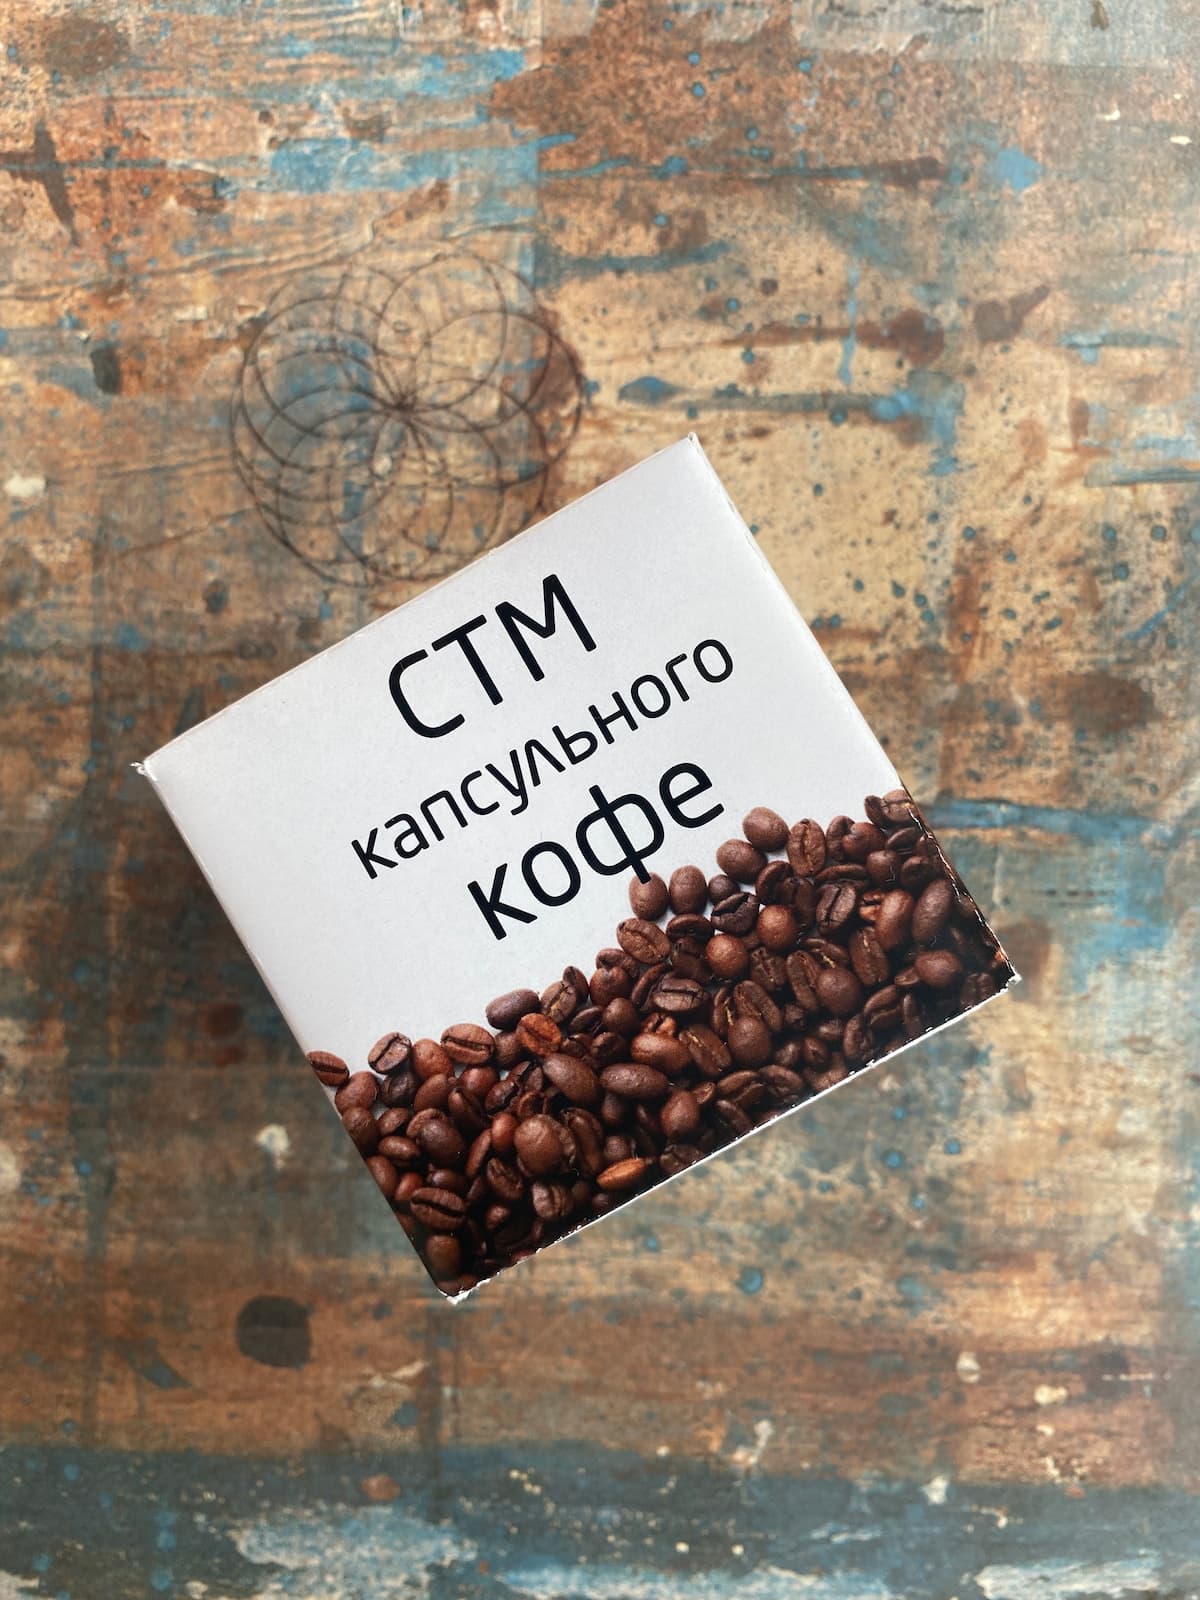 СТМ
капсульного
кофе